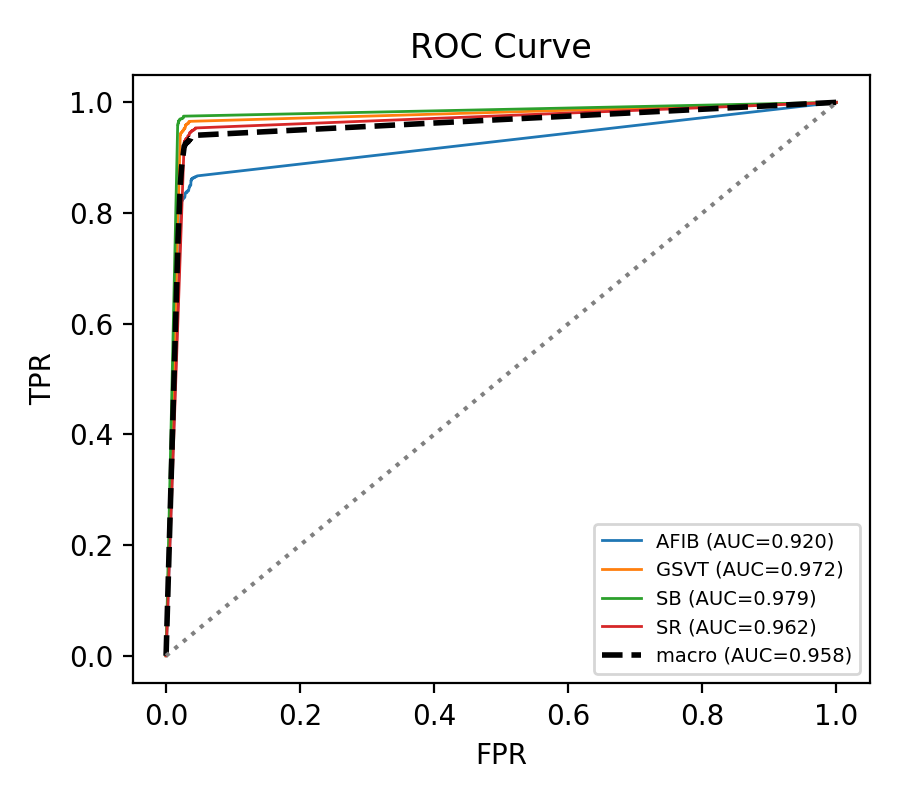 ROC Curve
1.0
0.8
0.6
0.4
0.2
0.0
TPR
0.0 0.2 0.4 0.6 0.8 1.0
FPR
AFIB (AUC=0.920)
GSVT (AUC=0.972)
SB (AUC=0.979)
SR (AUC=0.962)
macro (AUC=0.958)